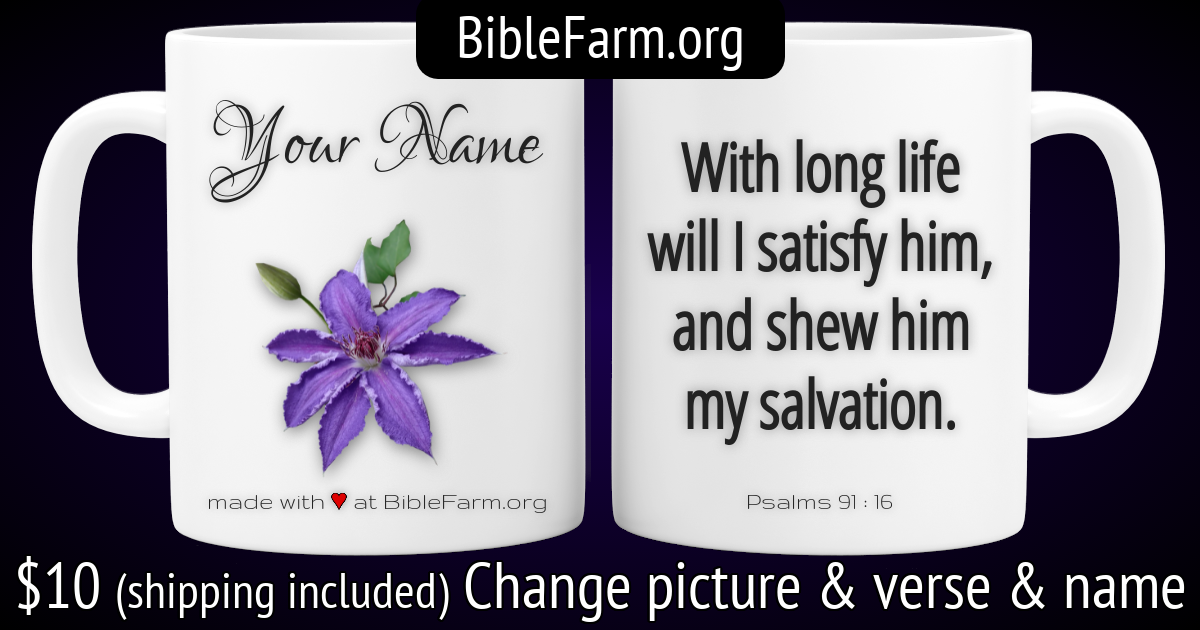 BibleFarm.org
Your Name
made with ♥ at BibleFarm.org
With long life
will I satisfy him,
and shew him
my salvation.
Psalms 91 : 16
$10 (shipping included) Change picture & verse & name